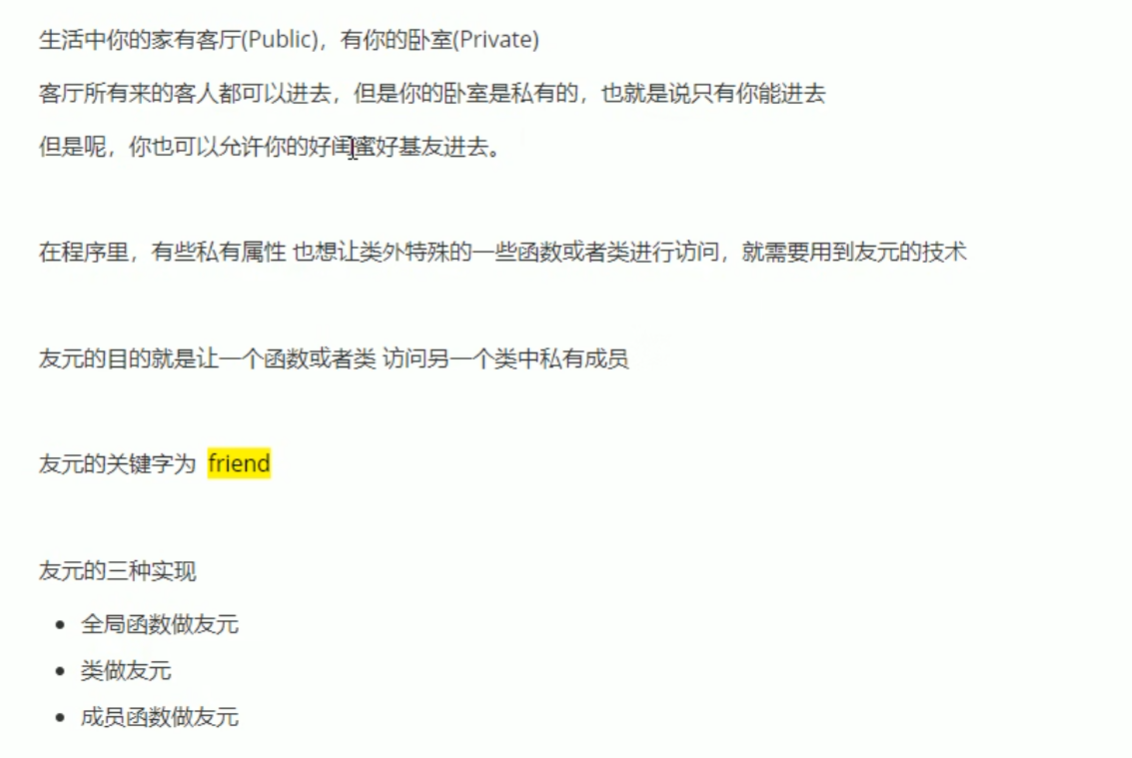 生活中你的家有客厅(Public)，有你的卧室(Private)
客厅所有来的客人都可以进去，但是你的卧室是私有的，也就是说只有你能进去
但是呢，你也可以允许你的好闺蜜好基友进去。
在程序里，有些私有属性 也想让类外特殊的一些函数或者类进行访问，就需要用到友元的技术
友元的目的就是让一个函数或者类 访问另一个类中私有成员
友元的关键字为 friend
友元的三种实现
• 全局函数做友元
• 类做友元
• 成员函数做友元